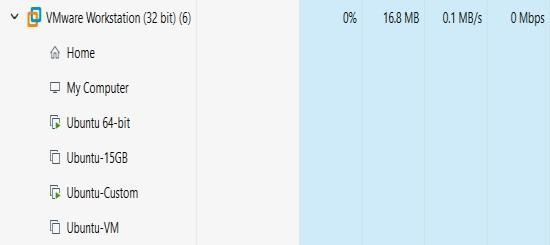 VMware Workstation (32 bit) (6) 0% 16.8 MB 0.1 MB/s 0 Mbps
Home
My Computer
Ubuntu 64-bit
Ubuntu-15GB
Ubuntu-Custom
Ubuntu-VM